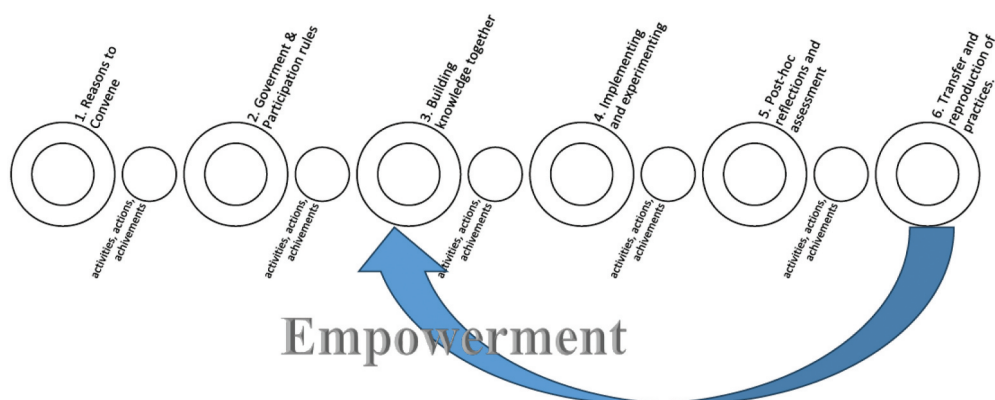 1. Reasons to
Convene
2. Goverment &
Participation rules
3. Building
knowledge together
4. Implementing
and experimenting
5. Post-hoc
reflections and
assessment
6. Transfer and
reproduction of
practices.
activities, actions,
achivements
activities, actions,
achivements
activities, actions,
achivements
activities, actions,
achivements
activities, actions,
achivements
Empowerment